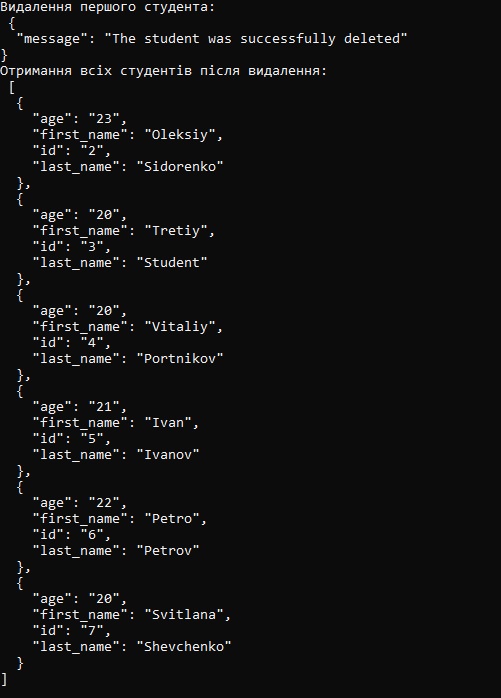 Видалення першого студента:
 {
  "message": "The student was successfully deleted"
}
Отримання всіх студентів після видалення:
 [
  {
    "age": "23",
    "first_name": "Oleksiy",
    "id": "2",
    "last_name": "Sidorenko"
  },
  {
    "age": "20",
    "first_name": "Tretiy",
    "id": "3",
    "last_name": "Student"
  },
  {
    "age": "20",
    "first_name": "Vitaliy",
    "id": "4",
    "last_name": "Portnikov"
  },
  {
    "age": "21",
    "first_name": "Ivan",
    "id": "5",
    "last_name": "Ivanov"
  },
  {
    "age": "22",
    "first_name": "Petro",
    "id": "6",
    "last_name": "Petrov"
  },
  {
    "age": "20",
    "first_name": "Svitlana",
    "id": "7",
    "last_name": "Shevchenko"
  }
]